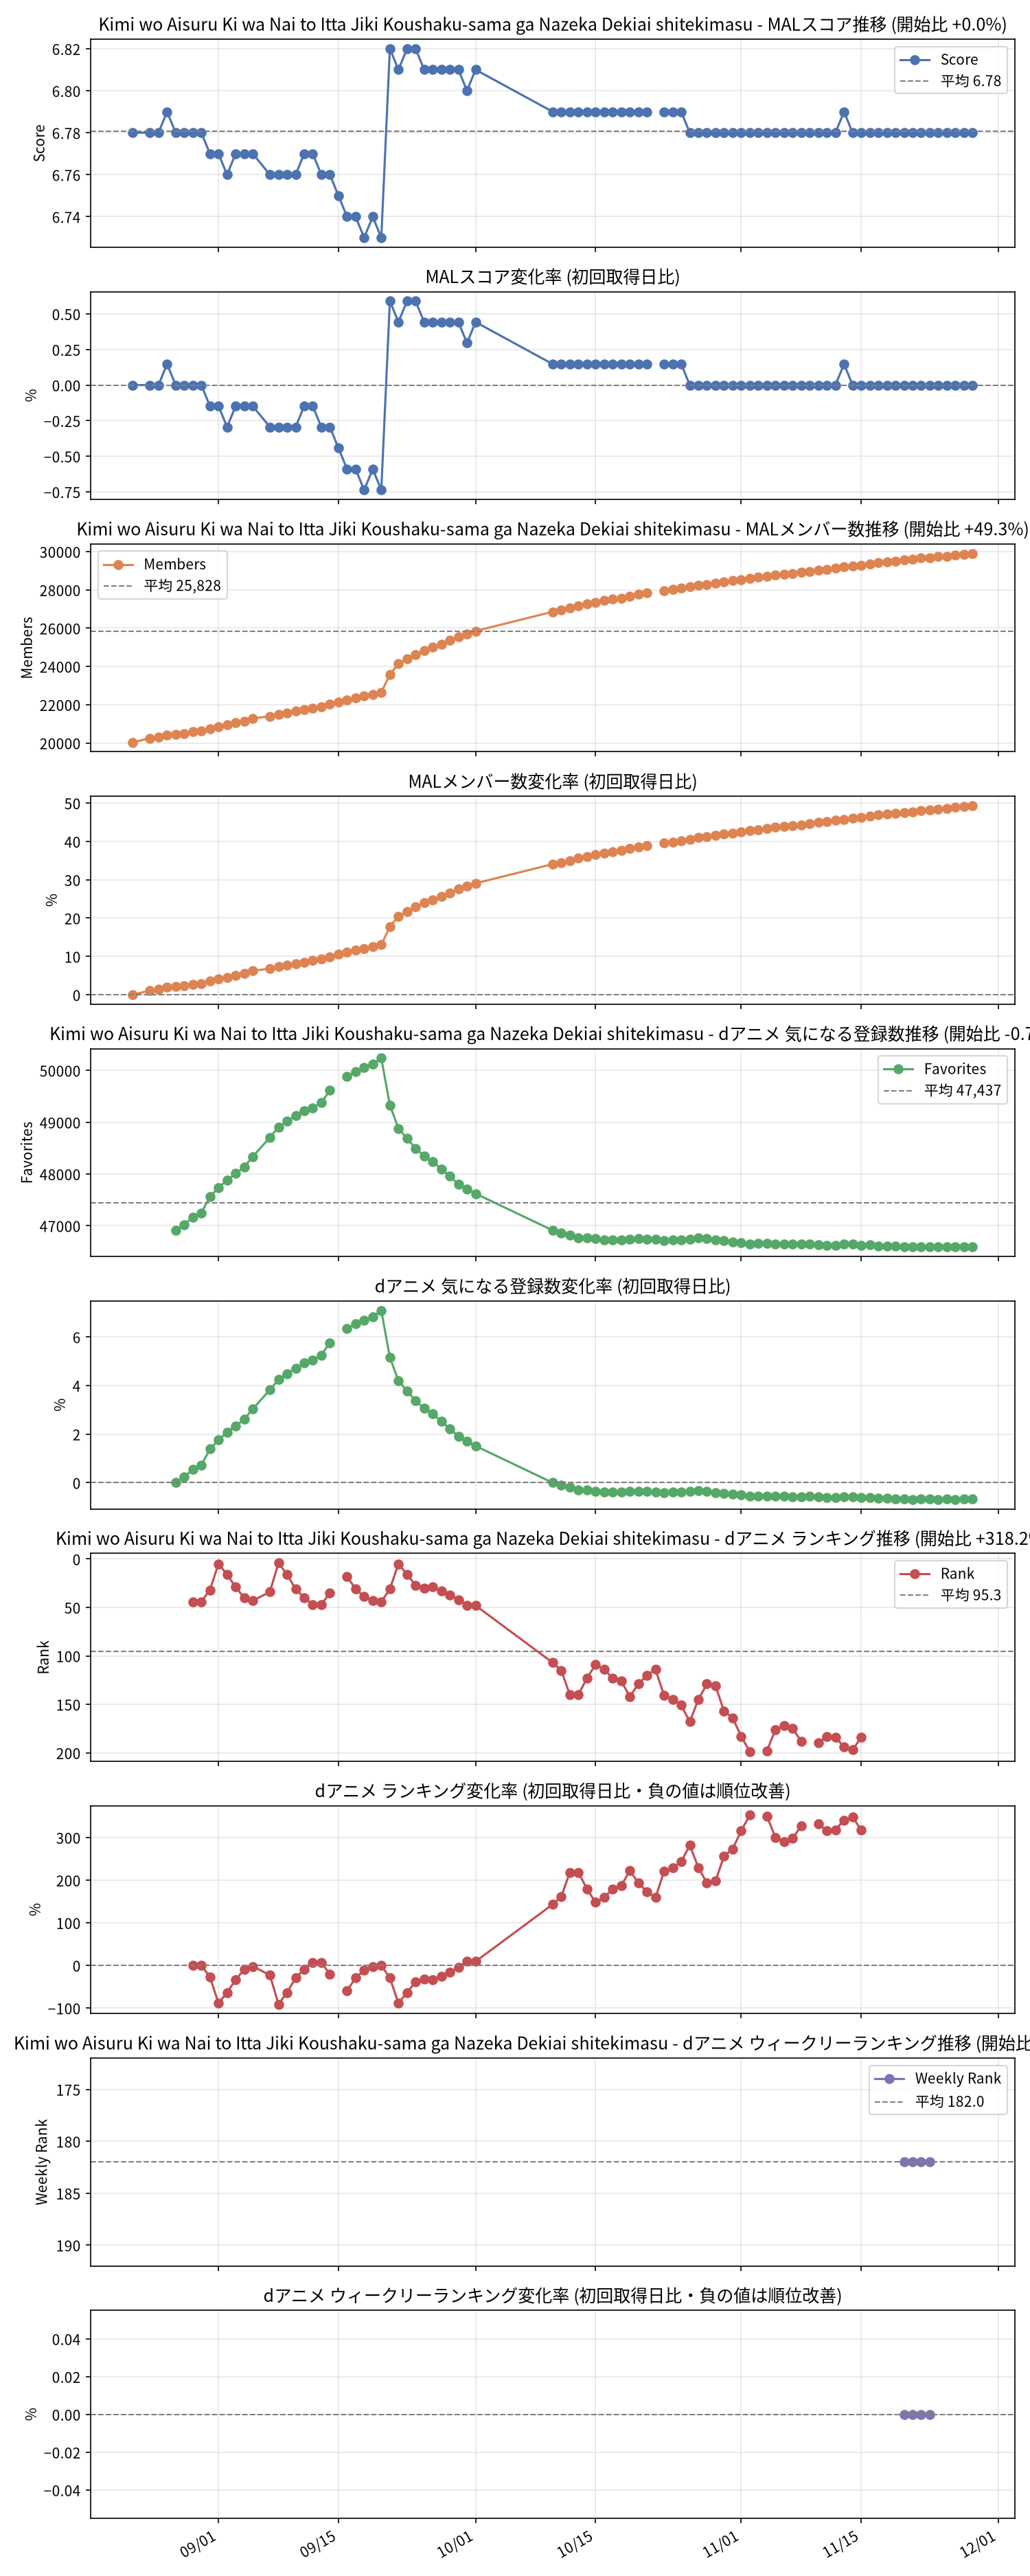 Kimi wo Aisuru Ki wa Nai to Itta Jiki Koushaku-sama ga Nazeka Dekiai shitekimasu - MALスコア推移 (開始比 +0.0%)
6.82
6.80
6.78
6.76
6.74
Score
Score
平均 6.78
MALスコア変化率 (初回取得日比)
0.50
0.25
0.00
−0.25
−0.50
−0.75
%
Kimi wo Aisuru Ki wa Nai to Itta Jiki Koushaku-sama ga Nazeka Dekiai shitekimasu - MALメンバー数推移 (開始比 +49.3%)
30000
28000
26000
24000
22000
20000
Members
Members
平均 25,828
MALメンバー数変化率 (初回取得日比)
50
40
30
20
10
0
%
Kimi wo Aisuru Ki wa Nai to Itta Jiki Koushaku-sama ga Nazeka Dekiai shitekimasu - dアニメ 気になる登録数推移 (開始比 -0.7
50000
49000
48000
47000
Favorites
Favorites
平均 47,437
dアニメ 気になる登録数変化率 (初回取得日比)
6
4
2
0
%
Kimi wo Aisuru Ki wa Nai to Itta Jiki Koushaku-sama ga Nazeka Dekiai shitekimasu - dアニメ ランキング推移 (開始比 +318.2%
0
50
100
150
200
Rank
Rank
平均 95.3
dアニメ ランキング変化率 (初回取得日比・負の値は順位改善)
300
200
100
0
−100
%
Kimi wo Aisuru Ki wa Nai to Itta Jiki Koushaku-sama ga Nazeka Dekiai shitekimasu - dアニメ ウィークリーランキング推移 (開始比
175
180
185
190
Weekly Rank
Weekly Rank
平均 182.0
dアニメ ウィークリーランキング変化率 (初回取得日比・負の値は順位改善)
0.04
0.02
0.00
−0.02
−0.04
%
09/01
09/15
10/01
10/15
11/01
11/15
12/01